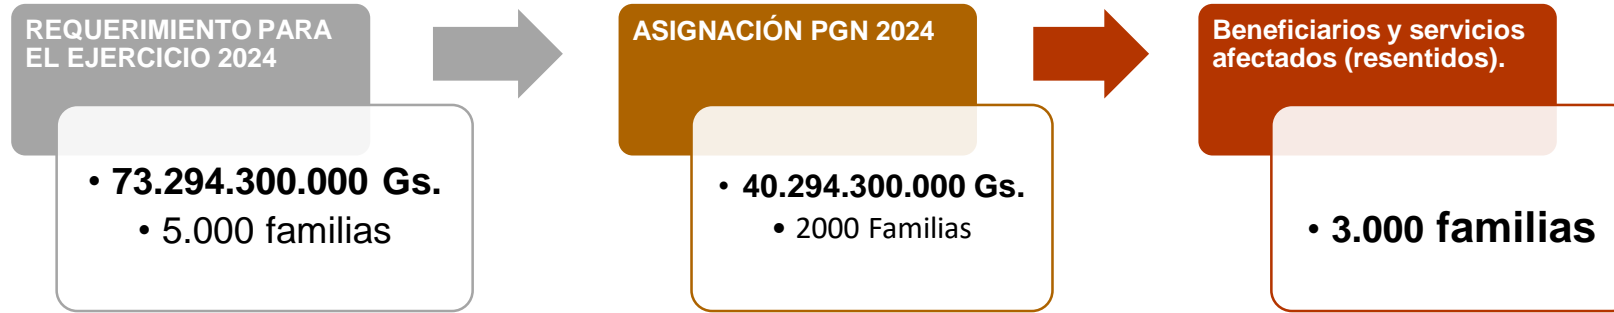 REQUERIMIENTO PARA
EL EJERCICIO 2024
• 73.294.300.000 Gs.
• 5.000 familias
ASIGNACIÓN PGN 2024
• 40.294.300.000 Gs.
• 2000 Familias
Beneficiarios y servicios
afectados (resentidos).
• 3.000 familias